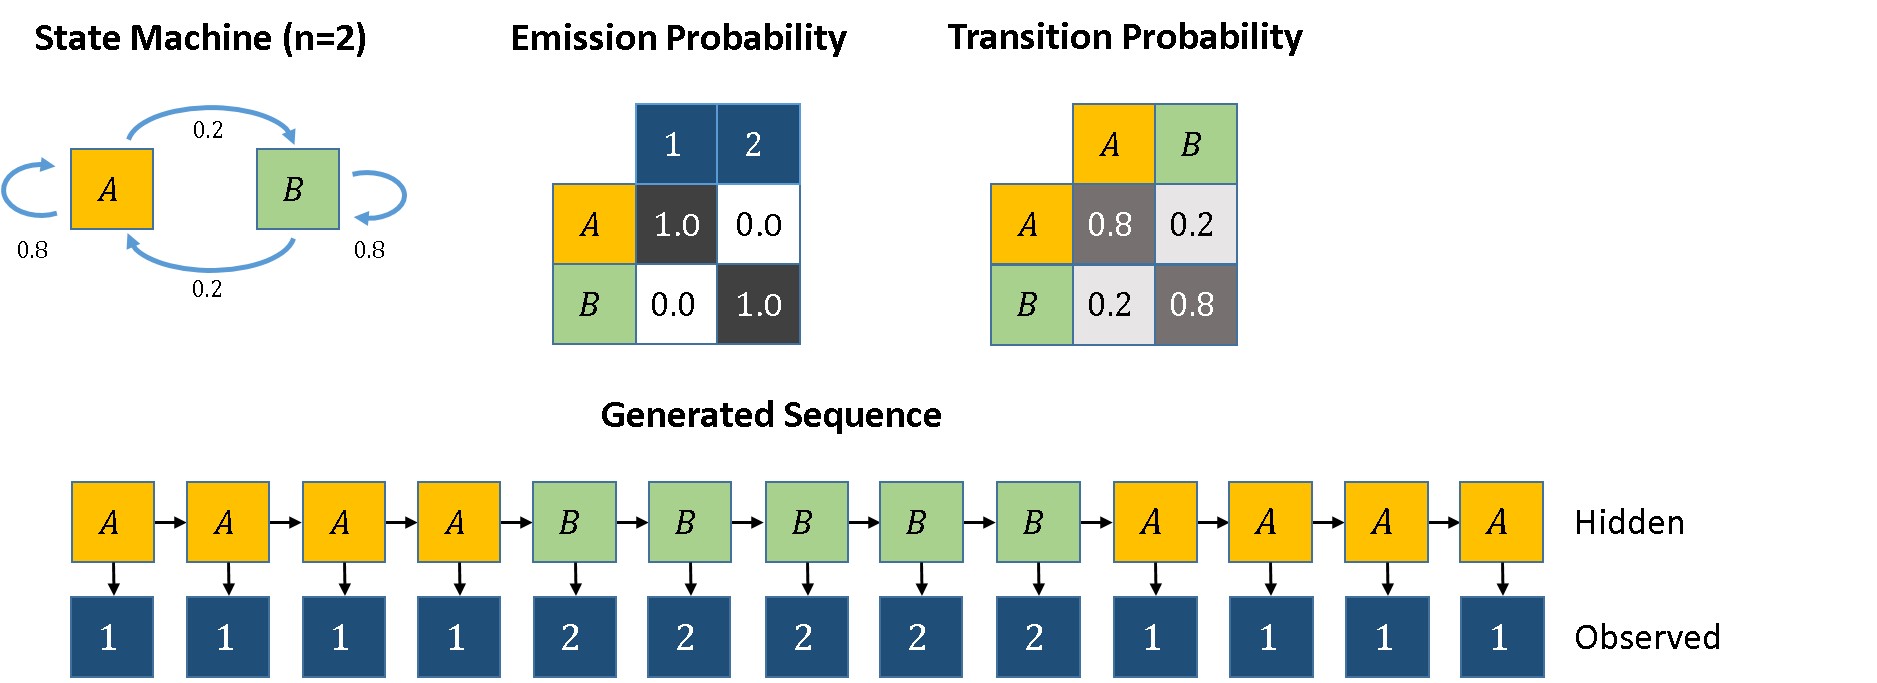 State Machine (n=2)
Emission Probability
Transition Probability
0.2
A
B
0.8
0.8
0.2
1 2
A 1.0 0.0
B 0.0 1.0
A B
A 0.8 0.2
B 0.2 0.8
Generated Sequence
A A A A B B B B B A A A A Hidden
1 1 1 1 2 2 2 2 2 1 1 1 1 Observed